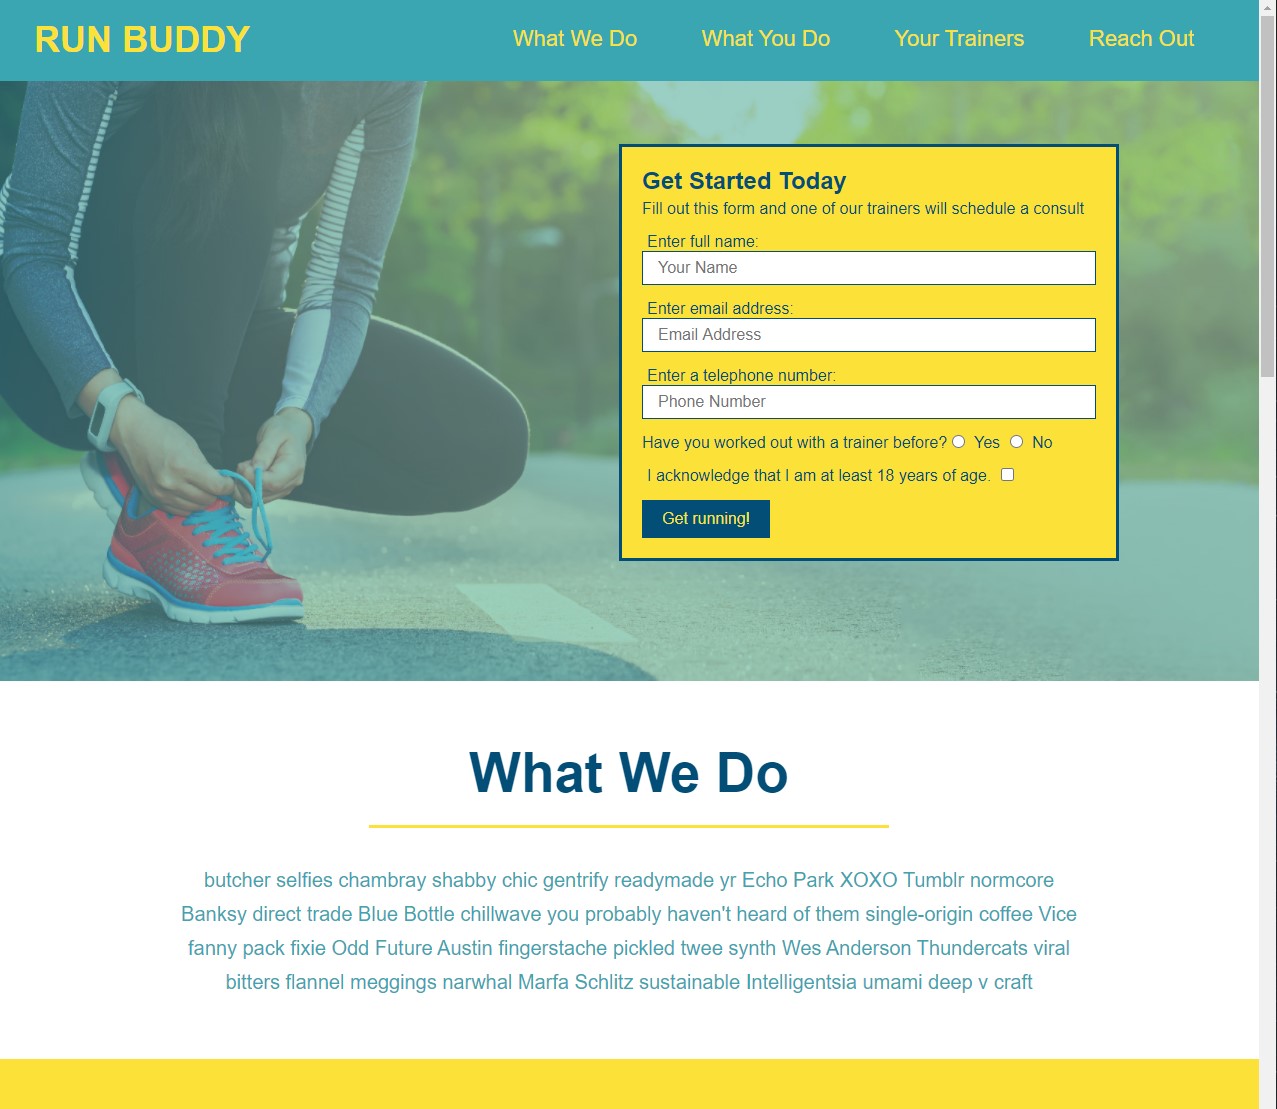 RUN BUDDY
What We Do
What You Do
Your Trainers
Reach Out
Get Started Today
Fill out this form and one of our trainers will schedule a consult
Enter full name:
Your Name
Enter email address:
Email Address
Enter a telephone number:
Phone Number
Have you worked out with a trainer before? Yes No
I acknowledge that I am at least 18 years of age.
Get running!
What We Do
butcher selfies chambray shabby chic gentrify readymade yr Echo Park XOXO Tumblr normcore
Banksy direct trade Blue Bottle chillwave you probably haven't heard of them single-origin coffee Vice
fanny pack fixie Odd Future Austin fingerstache pickled twee synth Wes Anderson Thundercats viral
bitters flannel meggings narwhal Marfa Schlitz sustainable Intelligentsia umami deep v craft